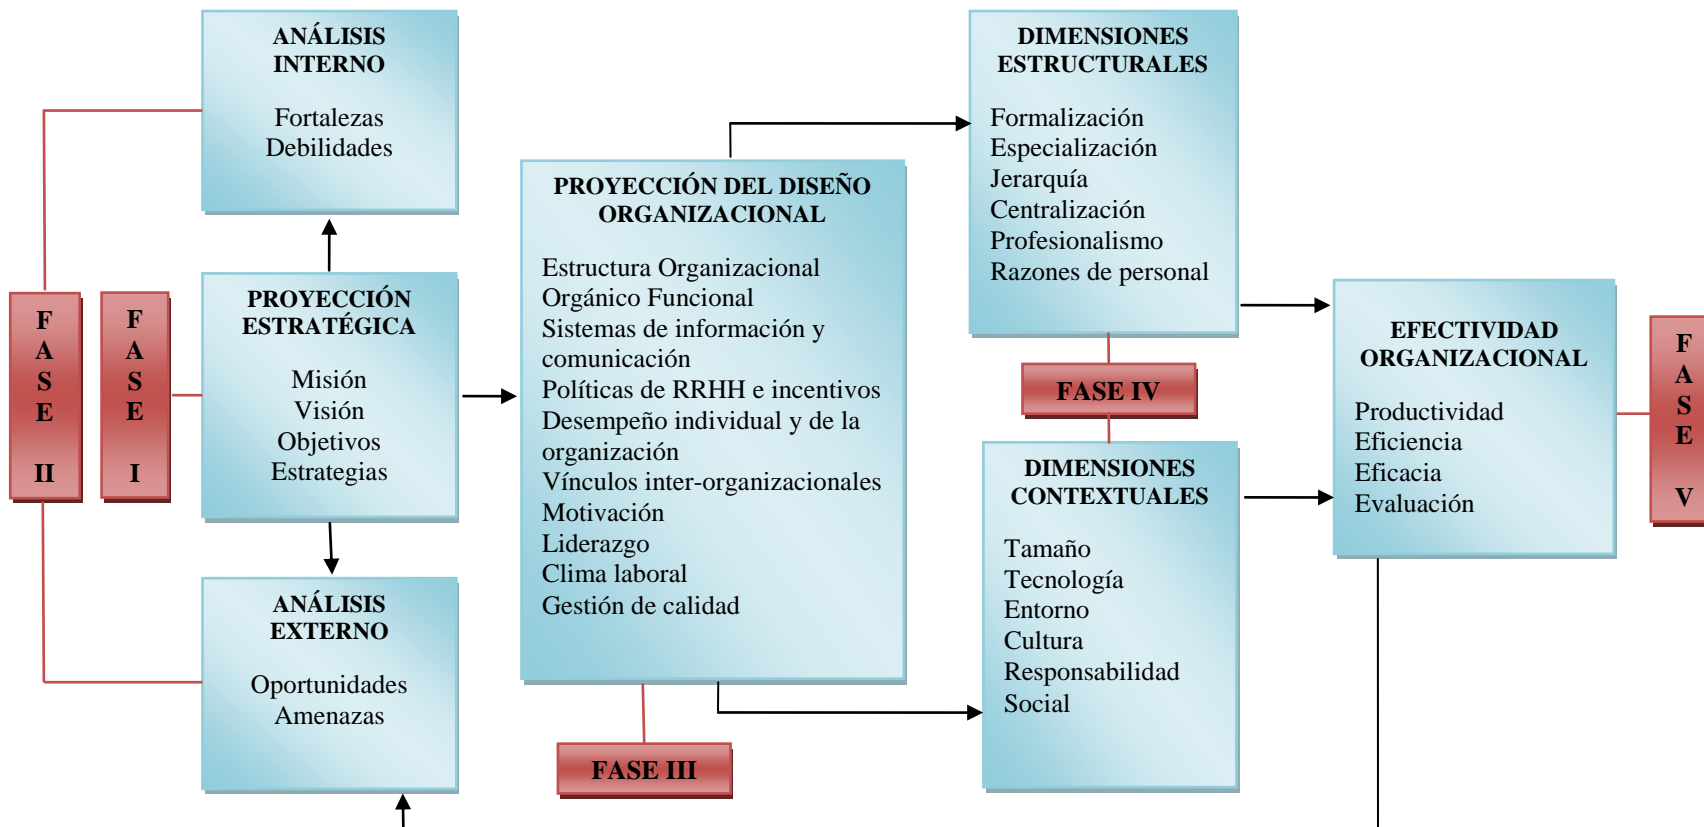 ANÁLISIS
INTERNO
Fortalezas
Debilidades
F
A
S
E
II
F
A
S
E
I
PROYECCIÓN
ESTRATÉGICA
Misión
Visión
Objetivos
Estrategias
ANÁLISIS
EXTERNO
Oportunidades
Amenazas
PROYECCIÓN DEL DISEÑO
ORGANIZACIONAL
Estructura Organizacional
Orgánico Funcional
Sistemas de información y
comunicación
Políticas de RRHH e incentivos
Desempeño individual y de la
organización
Vínculos inter-organizacionales
Motivación
Liderazgo
Clima laboral
Gestión de calidad
FASE III
DIMENSIONES
ESTRUCTURALES
Formalización
Especialización
Jerarquía
Centralización
Profesionalismo
Razones de personal
FASE IV
DIMENSIONES
CONTEXTUALES
Tamaño
Tecnología
Entorno
Cultura
Responsabilidad
Social
EFECTIVIDAD
ORGANIZACIONAL
Productividad
Eficiencia
Eficacia
Evaluación
F
A
S
E
V